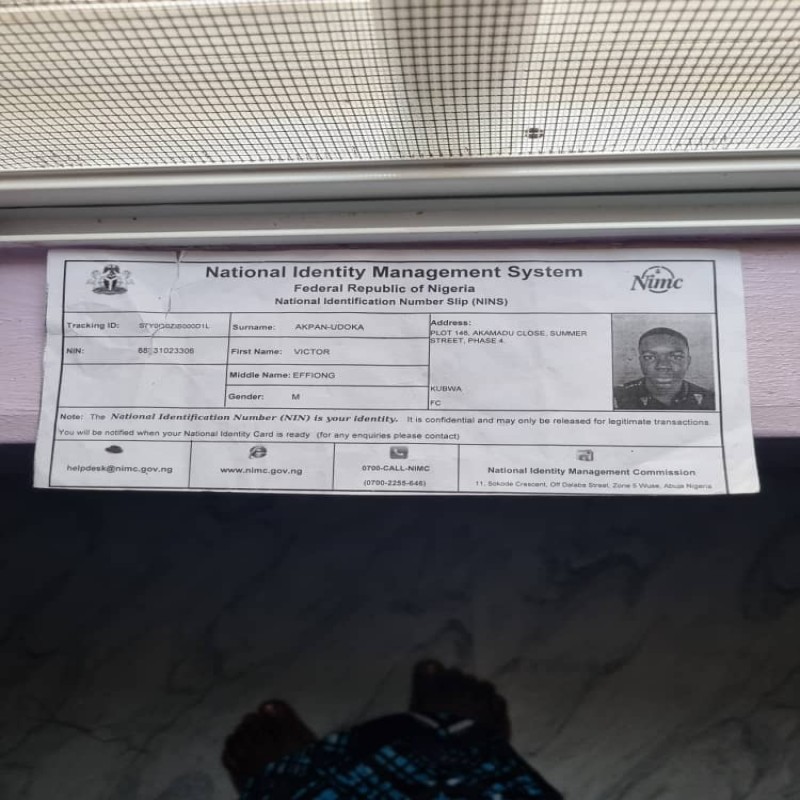 National Identity Management System
Federal Republic of Nigeria
National Identification Number Slip (NINS)
Nimc
Tracking ID:
Surname: AKPAN-UDOKA
Address:
PLOT 148, AKAMADU CLOSE, SUMMER
STREET, PHASE 4.
NIN:
First Name: VICTOR
Middle Name: EFFIONG
KUBWA
Gender: M
FC
Note: The National Identification Number (NIN) is your identity. It is confidential and may only be released for legitimate transactions.
You will be notified when your National Identity Card is ready (for any enquiries please contact)
helpdesk@nimc.gov.ng
www.nimc.gov.ng
0700-CALL-NIMC
(0700-2255-646)
National Identity Management Commission
11, Sokode Crescent, Off Dalaba Street, Zone 5 Wuse, Abuja Nigeria